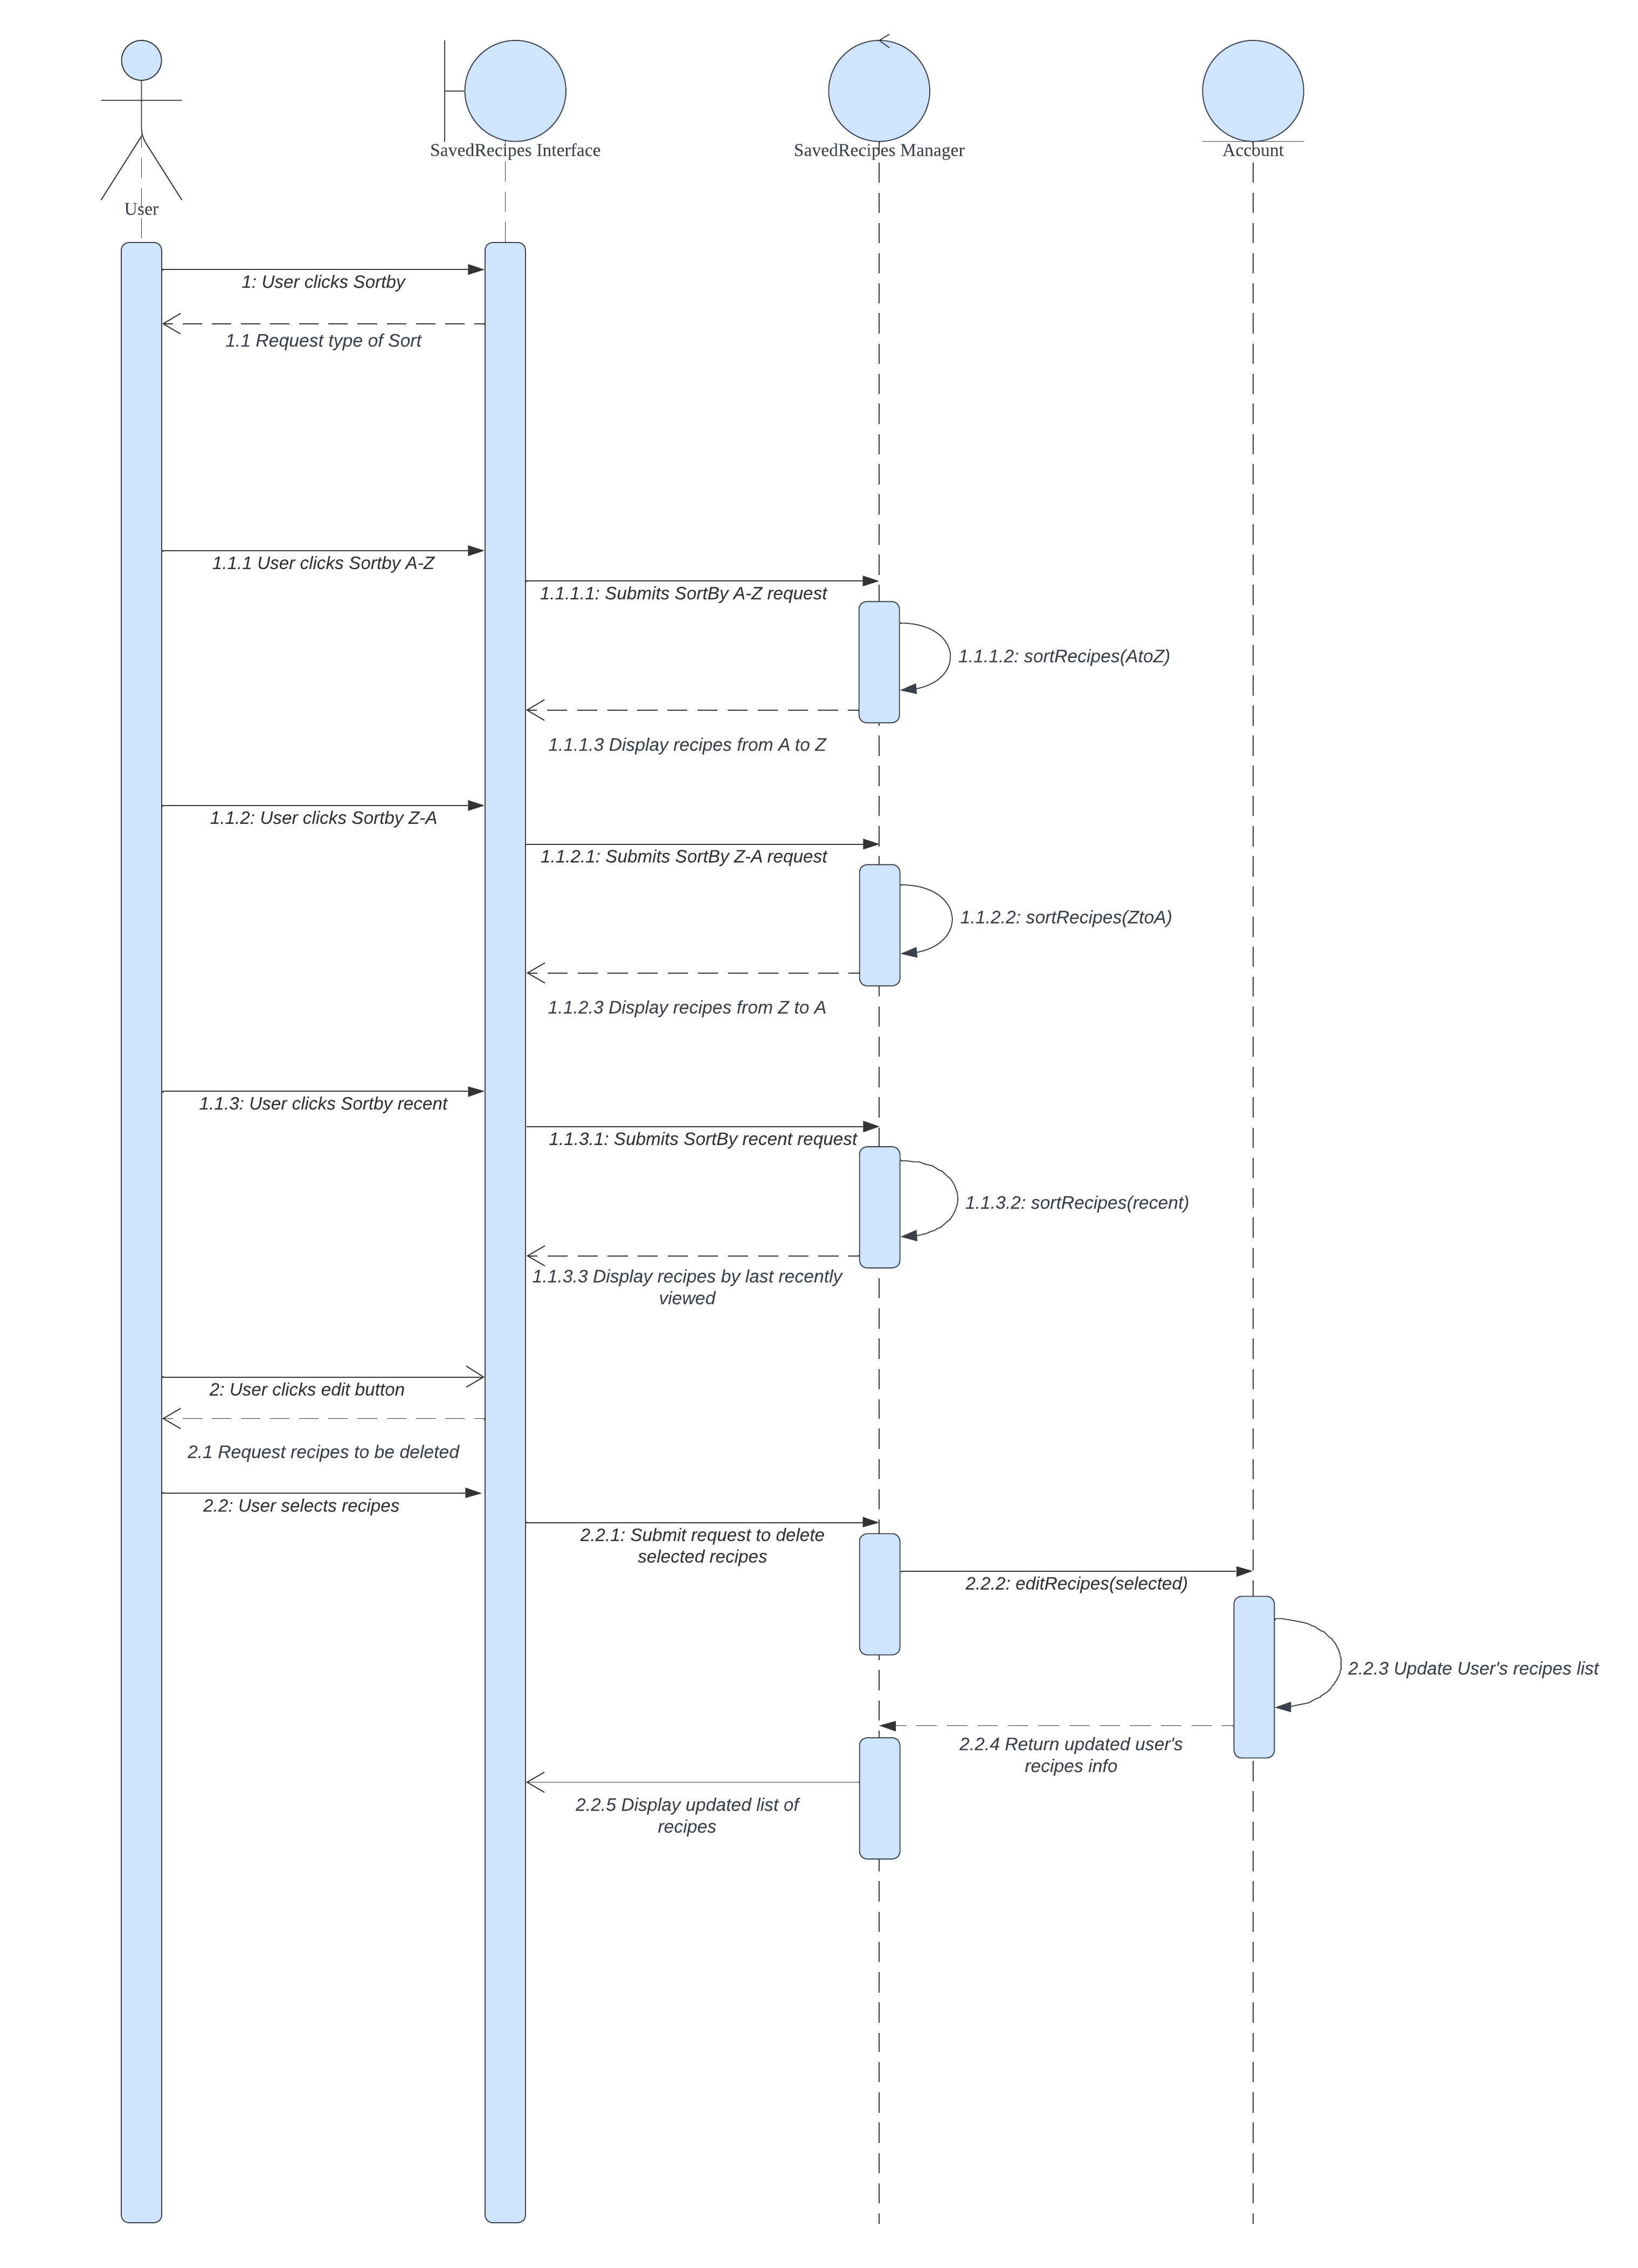 User
SavedRecipes Interface
SavedRecipes Manager
Account
1: User clicks Sortby
1.1 Request type of Sort
1.1.1 User clicks Sortby A-Z
1.1.1.1: Submits SortBy A-Z request
1.1.1.2: sortRecipes(AtoZ)
1.1.1.3 Display recipes from A to Z
1.1.2: User clicks Sortby Z-A
1.1.2.1: Submits SortBy Z-A request
1.1.2.2: sortRecipes(ZtoA)
1.1.2.3 Display recipes from Z to A
1.1.3: User clicks Sortby recent
1.1.3.1: Submits SortBy recent request
1.1.3.2: sortRecipes(recent)
1.1.3.3 Display recipes by last recently
viewed
2: User clicks edit button
2.1 Request recipes to be deleted
2.2: User selects recipes
2.2.1: Submit request to delete
selected recipes
2.2.2: editRecipes(selected)
2.2.3 Update User's recipes list
2.2.4 Return updated user's
recipes info
2.2.5 Display updated list of
recipes